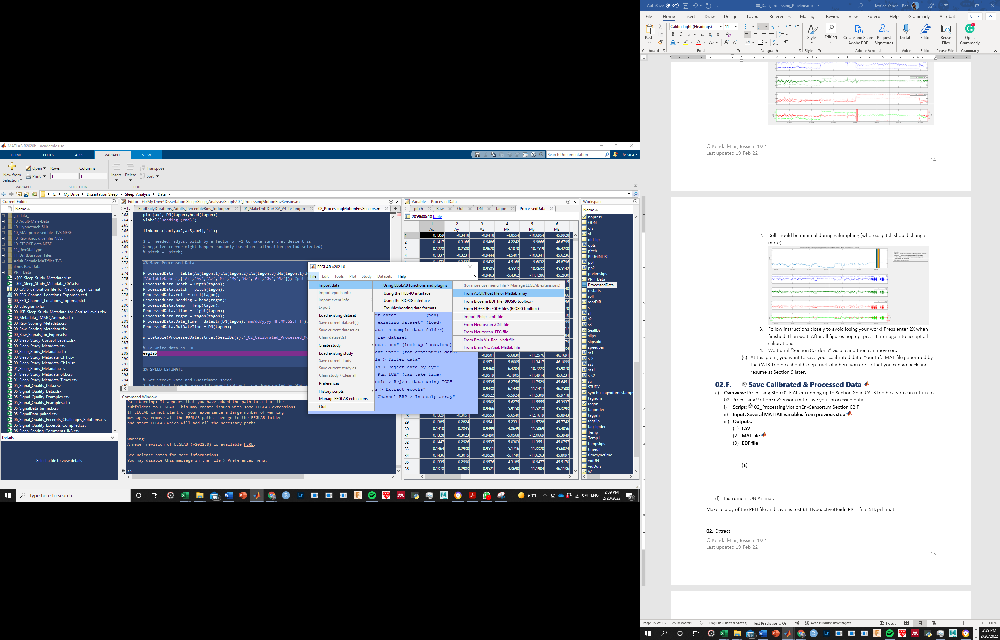 MATLAB R2020b - academic use
HOME PLOTS APPS VARIABLE VIEW
Search Documentation Jessica
New from Selection
Open
Print
Rows Columns
1 1
Insert Delete
Transpose
Sort
VARIABLE SELECTION EDIT
G: My Drive Dissertation Sleep Sleep_Analysis Data
Current Folder
Name
_gsdata_
10_Adult-Male-Data
10_Hypnotrack_5Hz
10_MAT processed files TV3 NESE
10_Raw iknos dive files NESE
10_STROKE data NESE
11_DiveStatType
11_DriftDuration_Files
Adult Female MAT files TV3
iknos Raw Data
PRH_Data
~$00_Sleep_Study_Metadata.xlsx
~$00_Sleep_Study_Metadata_Ch1.xlsx
00_CATS_calibration_file_for_Neurologger_L2.mat
00_EEG_Channel_Locations_Topomap.ced
00_EEG_Channel_Locations_Topomap.txt
00_Ethogram.xlsx
00_JKB_Sleep_Study_Metadata_for_CortisolLevels.xlsx
00_Metadata_TMMC_Animals.xlsx
00_Raw_Scoring_Metadata.csv
00_Raw_Scoring_Metadata.xlsx
00_Raw_Signals_for_Figure.xlsx
00_Sleep_Study_Cortisol_Levels.xlsx
00_Sleep_Study_Metadata.csv
00_Sleep_Study_Metadata.xlsx
00_Sleep_Study_Metadata_Ch1.csv
00_Sleep_Study_Metadata_Ch1.xlsx
01_Sleep_Study_Metadata.csv
01_Sleep_Study_Metadata_old.csv
01_Sleep_Study_Metadata_Times.csv
05_Signal_Quality_Data.csv
05_Signal_Quality_Data.xlsx
05_Signal_Quality_Examples.csv
05_Signal_Quality_Examples.xlsx
05_SignalData_binned.csv
05_SignalData_paired.csv
06_Signal_Quality_Excerpts_Challenges_Solutions.csv
06_Signal_Quality_Excerpts_Compiled.csv
06_Sleep_Scoring_Comments_JKB.csv
Details
Select a file to view details
Editor - G:\My Drive\Dissertation Sleep\Sleep_Analysis\Scripts\02_ProcessingMotionEnvSensors.m
+15 FindDailyDurations_Adults_PercentileBins_forloop.m 01_MakeDriftDurCSV_V4-Testing.m 02_ProcessingMotionEnvSensors.m
263 plot(ax4, DN(tagon),head(tagon))
264 ylabel('Heading (rad)')
265
266 linkaxes([ax1,ax2,ax3,ax4],'x');
267
268 % If needed, adjust pitch by a factor of -1 to make sure that descent is
269 % negative (error might happen randomly based on calibration period selected)
270 % pitch = -pitch;
271
272 %% Save Processed Data
273
274 ProcessedData = table(Aw(tagon,1),Aw(tagon,2),Aw(tagon,3),Mw(tagon,1),
275 'VariableNames',{'Ax','Ay','Az','Mx','My','Mz','Gx','Gy','Gz'}); %putti
276 ProcessedData.Depth = Depth(tagon);
277 ProcessedData.pitch = pitch(tagon);
278 ProcessedData.roll = roll(tagon);
279 ProcessedData.heading = head(tagon);
280 ProcessedData.temp = Temp(tagon);
281 ProcessedData.illum = Light(tagon);
282 ProcessedData.tagon = tagon(tagon);
283 ProcessedData.Date_Time = datestr(DN(tagon),'mm/dd/yyyy HH:MM:SS.fff');
284 ProcessedData.JulDateTime = DN(tagon);
285
286 writetable(ProcessedData,strcat(SealIDs(s),'_02_Calibrated_Processed_Mo
287
288 % To write data as EDF
289 eeglab
290
291
292 %% SPEED ESTIMATE
293
294 % Get Stroke Rate and Guestimate speed
Command Window
Path Warning: It appears that you have added the path to all of the
subfolders to EEGLAB. This may create issues with some EEGLAB extensions
If EEGLAB cannot start or your experience a large number of warning
messages, remove all the EEGLAB paths then go to the EEGLAB folder
and start EEGLAB which will add all the necessary paths.
Warning:
A newer revision of EEGLAB (v2022.0) is available HERE.
See Release notes for more informations
You may disable this message in the File > Preferences menu.
fx >>
EEGLAB v2021.0
File Edit Tools Plot Study Datasets Help
Import data
Import epoch info
Import event info
Export
Load existing dataset
Save current dataset(s)
Save current dataset as
Clear dataset(s)
Create study
Load existing study
Save current study
Save current study as
Clear study / Clear all
Preferences
History scripts
Manage EEGLAB extensions
Quit
Using EEGLAB functions and plugins
Using the FILE-IO interface
Using the BIOSIG interface
Troubleshooting data formats...
(for more use menu File > Manage EEGLAB extensions)
From ASCII/float file or Matlab array
From Biosemi BDF file (BIOSIG toolbox)
From EDF/EDF+/GDF files (BIOSIG toolbox)
Import Philips .mff file
From Neuroscan .CNT file
From Neuroscan .EEG file
From Brain Vis. Rec. .vhdr file
From Brain Vis. Anal. Matlab file
rt data" (new)
existing dataset" (load)
ata in sample_data folder)
raw dataset
ocations" (look up locations)
ent info" (for continuous data)
ls > Filter data"
ls > Reject data by eye"
Run ICA" (can take time)
ools > Reject data using ICA"
s > Extract epochs"
Channel ERP > In scalp array"
Variables - ProcessedData
pitch Raw Out DN tagon ProcessedData
2059600x18 table
1 2 3 4 5 6
Ax Ay Az Mx My Mz
1 0.1359 -0.3418 -0.9418 -4.8554 -10.6954 45.9928
2 0.1417 -0.3166 -0.9486 -4.2242 -9.9866 46.6795
3 0.1228 -0.2580 -0.9620 -4.1070 -10.7519 46.4230
4 0.1337 -0.3231 -0.9444 -4.5407 -10.6341 45.6236
-0.9432 -4.5168 -9.6032 45.8796
-0.9585 -4.5513 -10.3633 45.5142
-0.9463 -5.4362 -11.1286 45.2930
-0.9501 -5.6830 -11.2576 46.1691
-0.9571 -5.8005 -11.3417 46.1099
-0.9460 -6.4204 -10.7223 45.9870
-0.9519 -6.1905 -11.4914 45.6231
-0.9535 -6.2758 -11.7529 45.6451
-0.9438 -6.1448 -11.1417 46.2500
-0.9522 -5.5924 -11.5309 45.9718
-0.9502 -5.6275 -11.5555 45.3937
-0.9466 -5.9150 -11.5218 45.3293
28 0.1329 -0.3051 -0.9553 -5.6540 -12.1619 45.8943
29 0.1385 -0.2824 -0.9541 -5.2331 -11.5728 45.7742
30 0.1410 -0.2845 -0.9499 -4.8649 -11.5069 45.4056
31 0.1328 -0.3023 -0.9490 -5.0568 -12.0669 45.3949
32 0.1447 -0.2926 -0.9537 -5.0303 -11.3551 45.0757
33 0.1464 -0.2930 -0.9511 -5.1716 -11.3320 45.6024
34 0.1436 -0.3015 -0.9528 -5.1740 -11.6263 45.8097
35 0.1335 -0.2990 -0.9576 -4.3185 -10.9477 45.5170
36 0.1378 -0.2983 -0.9521 -4.3690 -11.1904 46.1136
Workspace
Name
nopress
ODN
ofs
oi
oldslips
opts
pitch
PLUGINLIST
pp1
pp2
prelimslips
PRH_Data
ProcessedData
restarts
roll
rootDIR
s
s1
s2
s3
SealIDs
slips
slipsold
speedper
ss1
ss2
ss3
sss1
sss2
str
STUDY
synchusingvidtimestamps
tagnum
tagon
tagondec
tagprh
tagslip
tagslipdec
Temp
Temp1
tempslips
timedif
timesynctime
vidDN
vidDurs
W
Type here to search
60°F ENG 2:39 PM 2/20/2022
AutoSave Off 00_Data_Processing_Pipeline.docx Jessica Kendall-Bar
File Home Insert Draw Design Layout References Mailings Review View Zotero Help Grammarly Acrobat
Calibri Light (Headings) 11
Paste Styles Editing
Create and Share Adobe PDF
Request Signatures
Dictate Editor
Reuse Files
Open Grammarly
Clipboard Font Paragraph Styles Adobe Acrobat Voice Editor Reuse Files Grammarly
© Kendall-Bar, Jessica 2022
Last updated 19-Feb-22
14
2. Roll should be minimal during galumphing (whereas pitch should change
more).
3. Follow instructions closely to avoid losing your work! Press enter 2X when
finished, then wait. After all figures pop up, press Enter again to accept all
calibrations.
4. Wait until “Section 8.2 done” visible and then can move on.
(c) At this point, you want to save your calibrated data. Your Info MAT file generated by
the CATS Toolbox should keep track of where you are so that you can go back and
resume at Section 9 later.
02.F. Save Calibrated & Processed Data
c) Overview: Processing Step 02.F After running up to Section 8b in CATS toolbox, you can return to
02_ProcessingMotionEnvSensors.m to save your processed data.
i) Script: 02_ProcessingMotionEnvSensors.m Section 02.F
ii) Input: Several MATLAB variables from previous step
iii) Outputs:
(1) CSV
(2) MAT file
(3) EDF file
(a)
d) Instrument ON Animal:
Make a copy of the PRH file and save as test33_HypoactiveHeidi_PRH_file_5Hzprh.mat
02. Extract
© Kendall-Bar, Jessica 2022
Last updated 19-Feb-22
15
Page 15 of 16 2518 words English (United States) Text Predictions: On Accessibility: Investigate Focus 110%
2:39 PM
2/20/2022